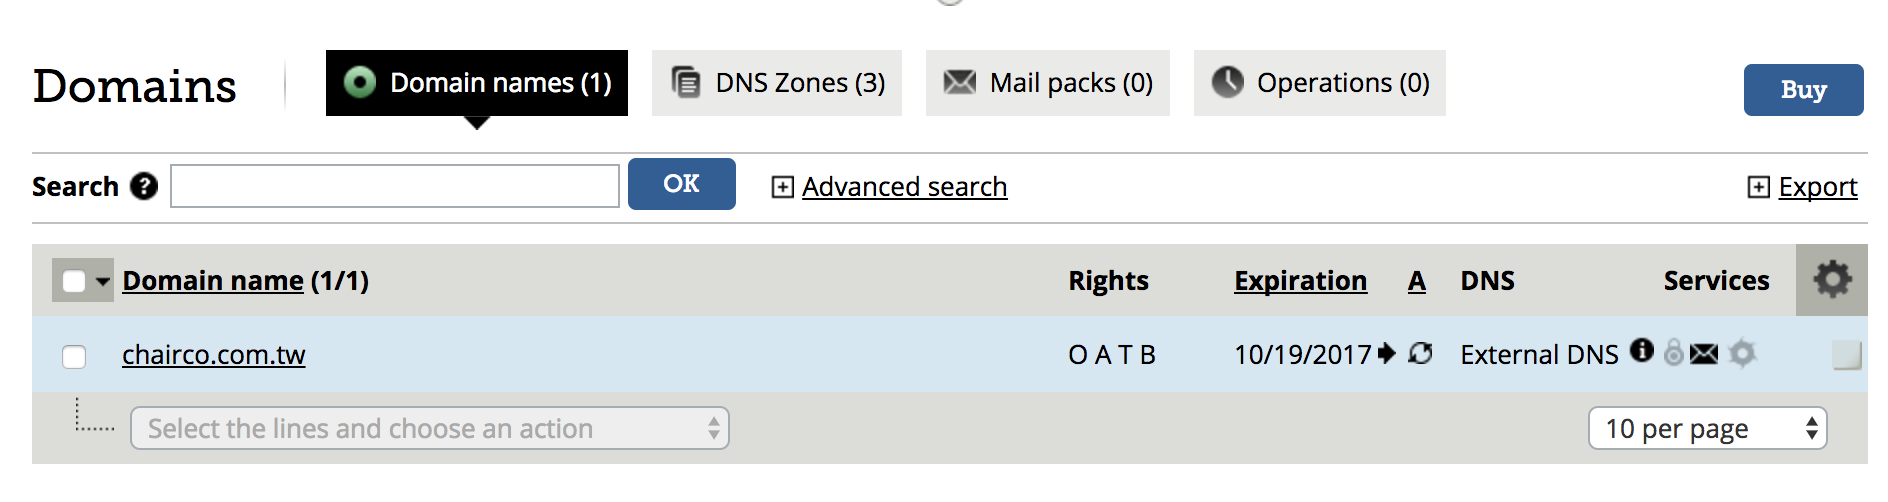 Domains
Domain names (1)
DNS Zones (3)
Mail packs (0)
Operations (0)
Buy
Search ?
OK
Advanced search
Export
Domain name (1/1) Rights Expiration A DNS Services
chairco.com.tw O A T B 10/19/2017 External DNS
Select the lines and choose an action
10 per page